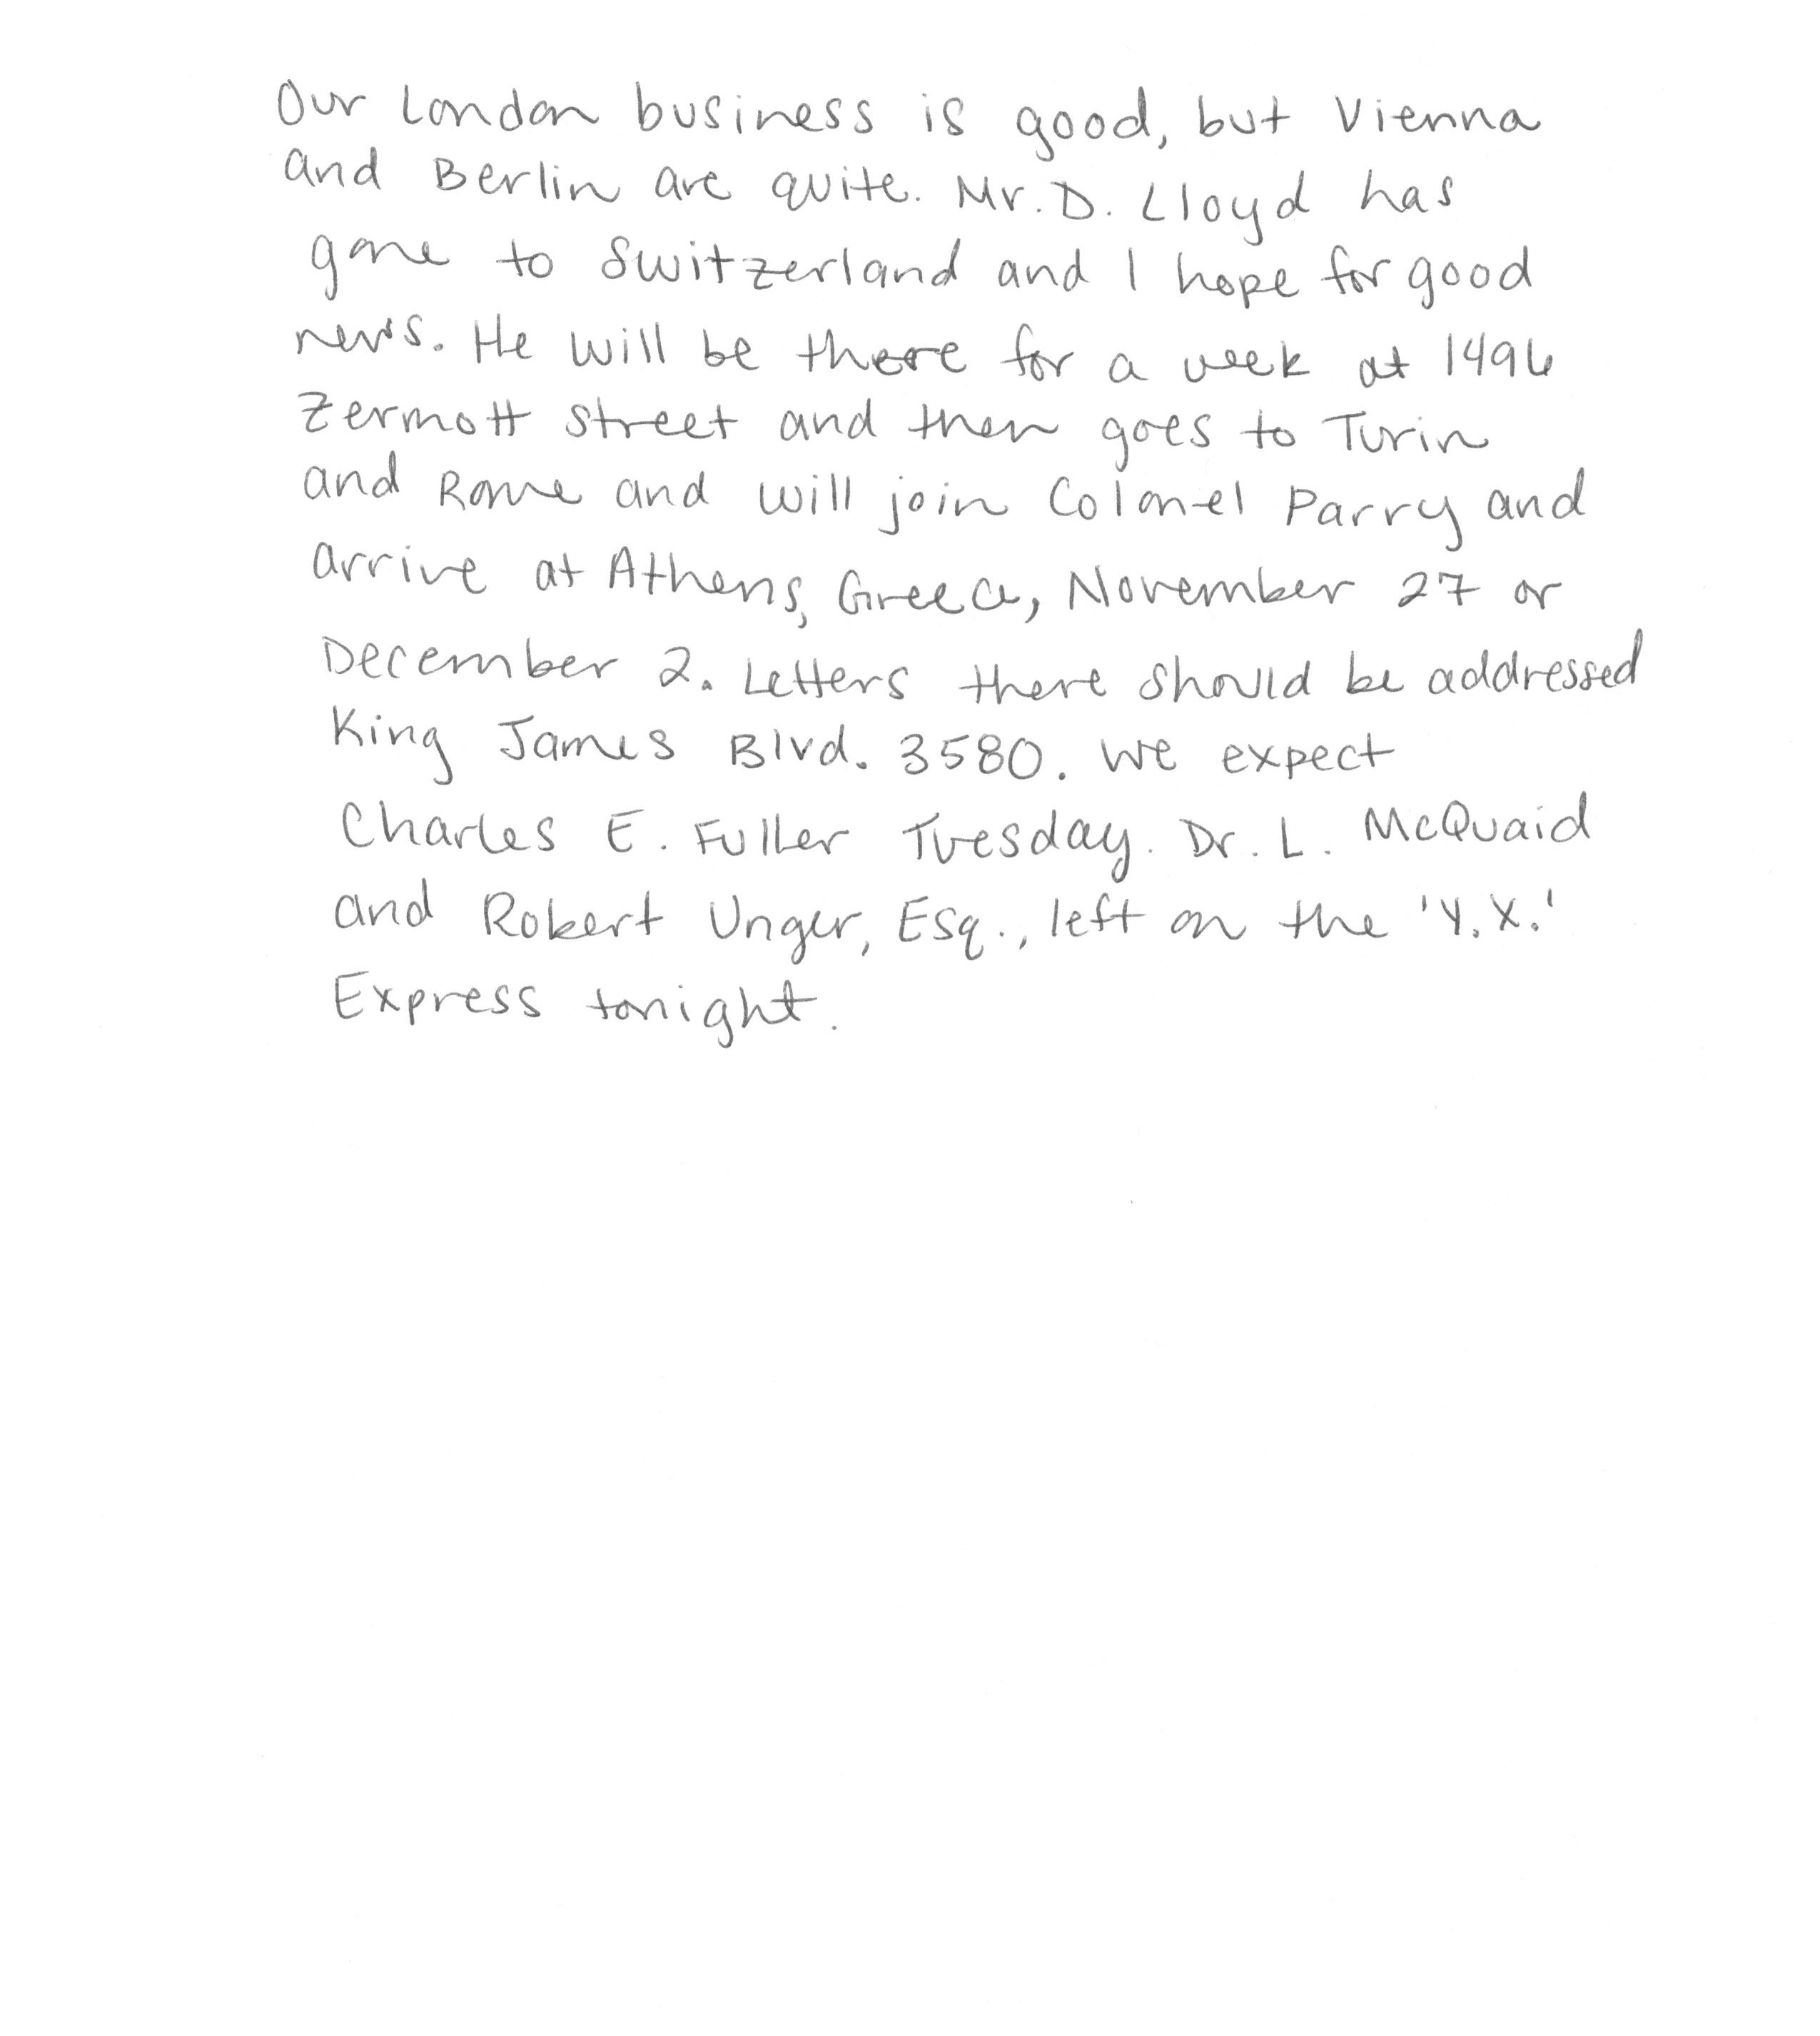 Our London business is good, but Vienna
and Berlin are quite. Mr. D. Lloyd has
gone to Switzerland and I hope for good
news. He will be there for a week at 1496
Zermott Street and then goes to Turin
and Rome and will join Colonel Parry and
arrive at Athens, Greece, November 27 or
December 2. Letters there should be addressed
King James Blvd. 3580. We expect
Charles E. Fuller Tuesday. Dr. L. McQuaid
and Robert Unger, Esq., left on the 'Y.X.'
Express tonight.